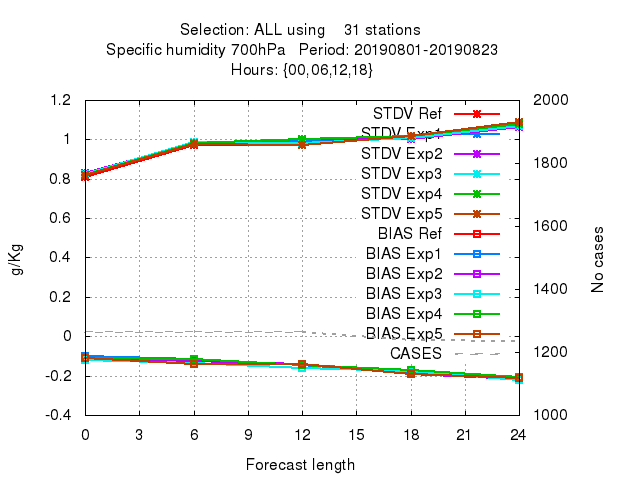 Selection: ALL using 31 stations
Specific humidity 700hPa Period: 20190801-20190823
Hours: {00,06,12,18}
1.2
1
0.8
0.6
0.4
0.2
0
-0.2
-0.4
g/Kg
STDV Ref
STDV Exp1
STDV Exp2
STDV Exp3
STDV Exp4
STDV Exp5
BIAS Ref
BIAS Exp1
BIAS Exp2
BIAS Exp3
BIAS Exp4
BIAS Exp5
CASES
2000
1800
1600
1400
1200
1000
No cases
0 3 6 9 12 15 18 21 24
Forecast length